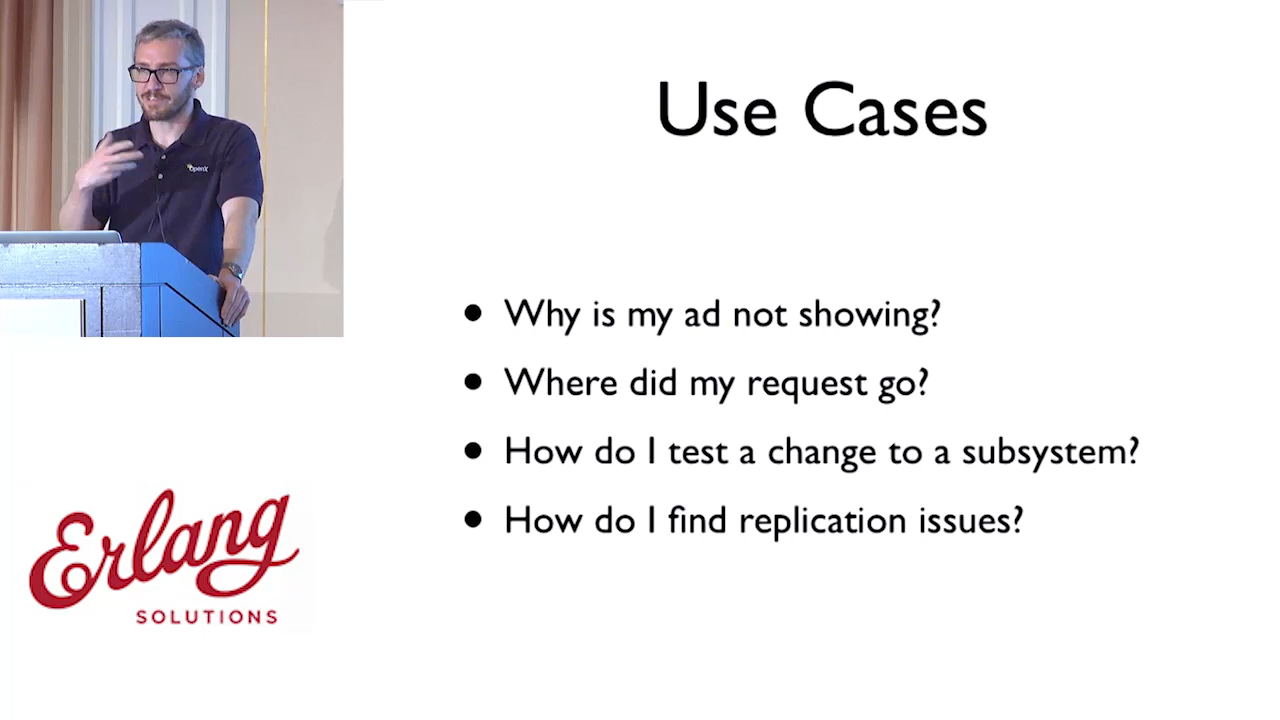 OpenX
Use Cases
• Why is my ad not showing?
• Where did my request go?
• How do I test a change to a subsystem?
• How do I find replication issues?
Erlang
SOLUTIONS